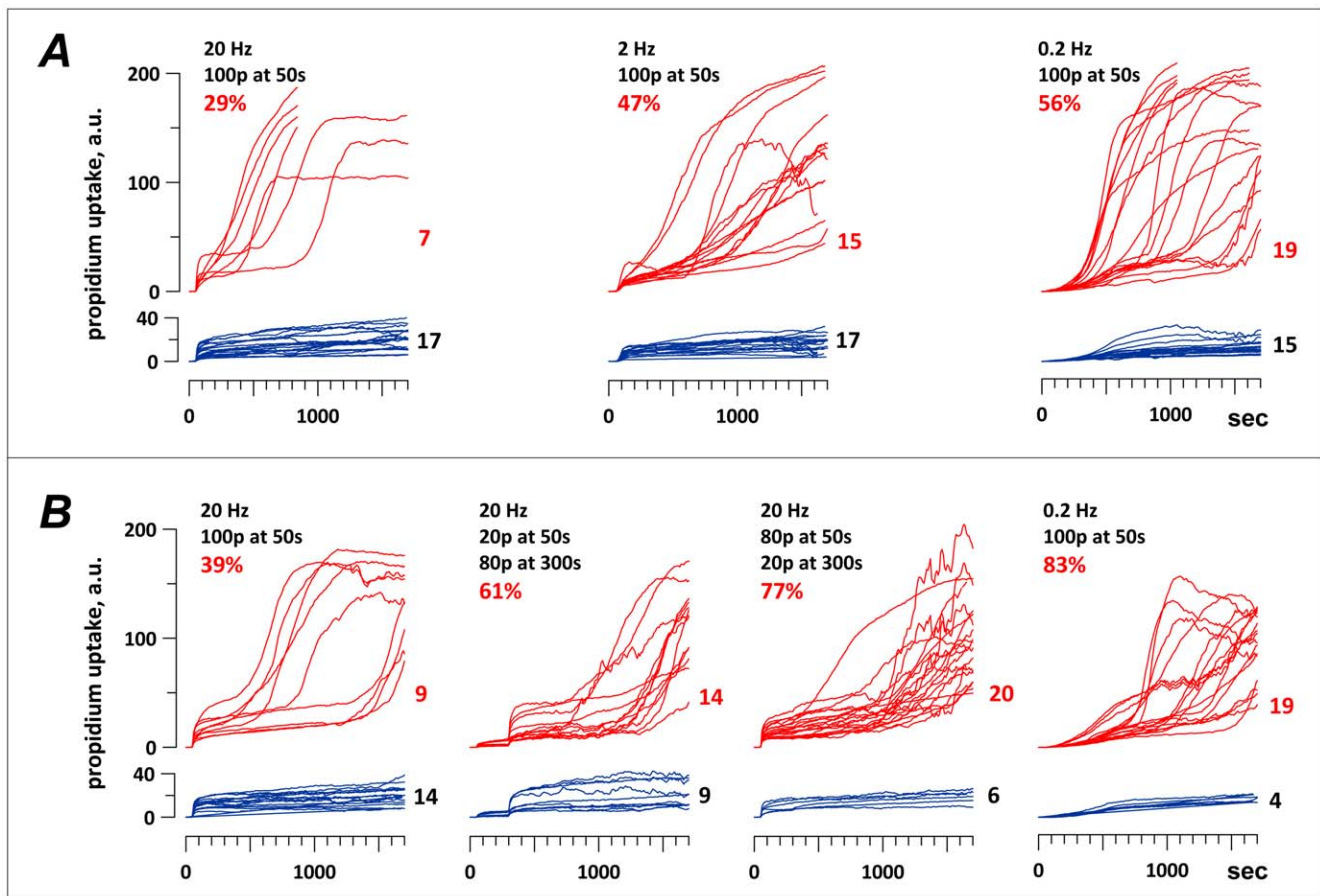 A
20 Hz
100p at 50s
29%
2 Hz
100p at 50s
47%
0.2 Hz
100p at 50s
56%
propidium uptake, a.u.
200
100
0
40
0
7
17
15
17
19
15
0 1000
0 1000
0 1000 sec
B
20 Hz
100p at 50s
39%
20 Hz
20p at 50s
80p at 300s
61%
20 Hz
80p at 50s
20p at 300s
77%
0.2 Hz
100p at 50s
83%
propidium uptake, a.u.
200
100
0
40
0
9
14
14
9
20
6
19
4
0 1000
0 1000
0 1000
0 1000 sec